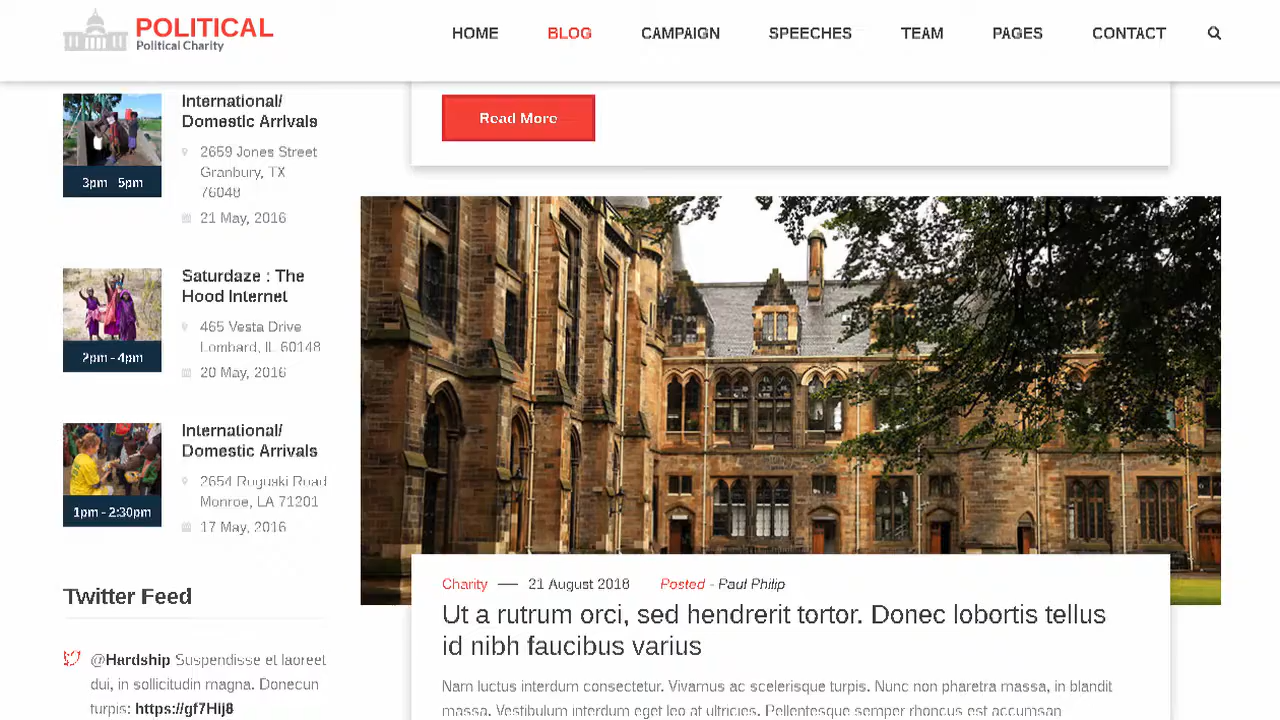 POLITICAL
Political Charity
HOME BLOG CAMPAIGN SPEECHES TEAM PAGES CONTACT
International/
Domestic Arrivals
2659 Jones Street
Granbury, TX
76048
21 May, 2016
3pm - 5pm
Saturdaze : The
Hood Internet
465 Vesta Drive
Lombard, IL 60148
20 May, 2016
2pm - 4pm
International/
Domestic Arrivals
2654 Roguski Road
Monroe, LA 71201
17 May, 2016
1pm - 2:30pm
Twitter Feed
@Hardship Suspendisse et laoreet
dui, in sollicitudin magna. Donecun
turpis: https://gf7Hij8
Read More
Charity — 21 August 2018 Posted - Paul Philip
Ut a rutrum orci, sed hendrerit tortor. Donec lobortis tellus
id nibh faucibus varius
Nam luctus interdum consectetur. Vivamus ac scelerisque turpis. Nunc non pharetra massa, in blandit
massa. Vestibulum interdum eget leo at ultricies. Pellentesque semper rhoncus est accumsan